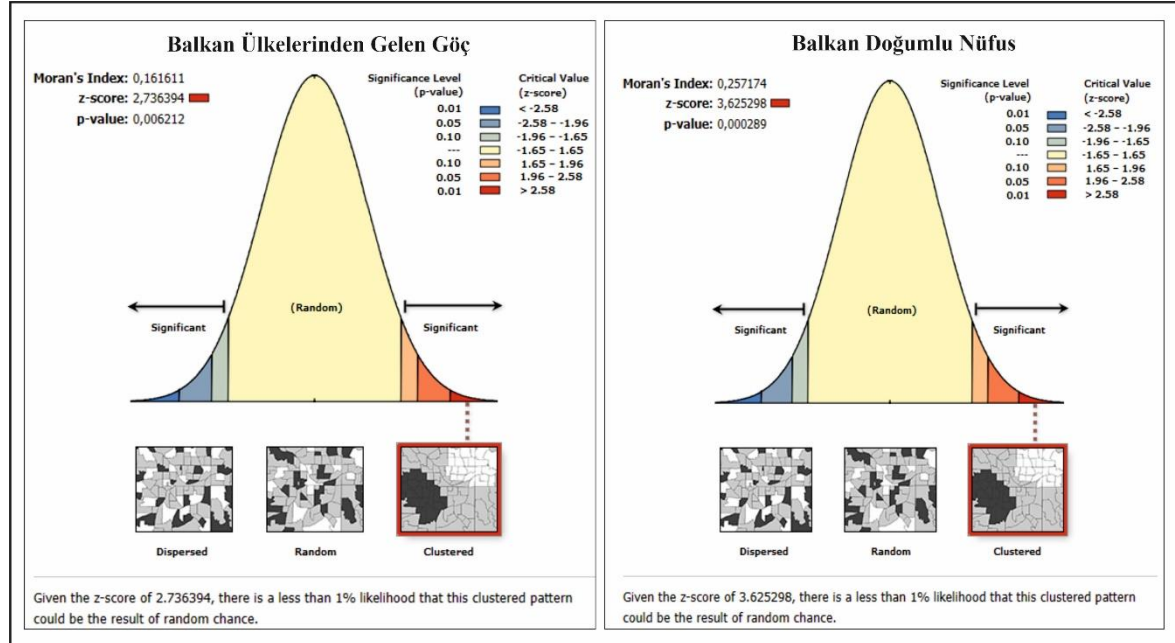 Balkan Ülkelerinden Gelen Göç
Moran's Index: 0,161611
z-score: 2,736394
p-value: 0,006212
Significance Level
(p-value)
Critical Value
(z-score)
0.01 < -2.58
0.05 -2.58 – -1.96
0.10 -1.96 – -1.65
--- -1.65 – 1.65
0.10 1.65 – 1.96
0.05 1.96 – 2.58
0.01 > 2.58
(Random)
Significant
Significant
Dispersed
Random
Clustered
Given the z-score of 2.736394, there is a less than 1% likelihood that this clustered pattern
could be the result of random chance.
Balkan Doğumlu Nüfus
Moran's Index: 0,257174
z-score: 3,625298
p-value: 0,000289
Significance Level
(p-value)
Critical Value
(z-score)
0.01 < -2.58
0.05 -2.58 – -1.96
0.10 -1.96 – -1.65
--- -1.65 – 1.65
0.10 1.65 – 1.96
0.05 1.96 – 2.58
0.01 > 2.58
(Random)
Significant
Significant
Dispersed
Random
Clustered
Given the z-score of 3.625298, there is a less than 1% likelihood that this clustered pattern
could be the result of random chance.